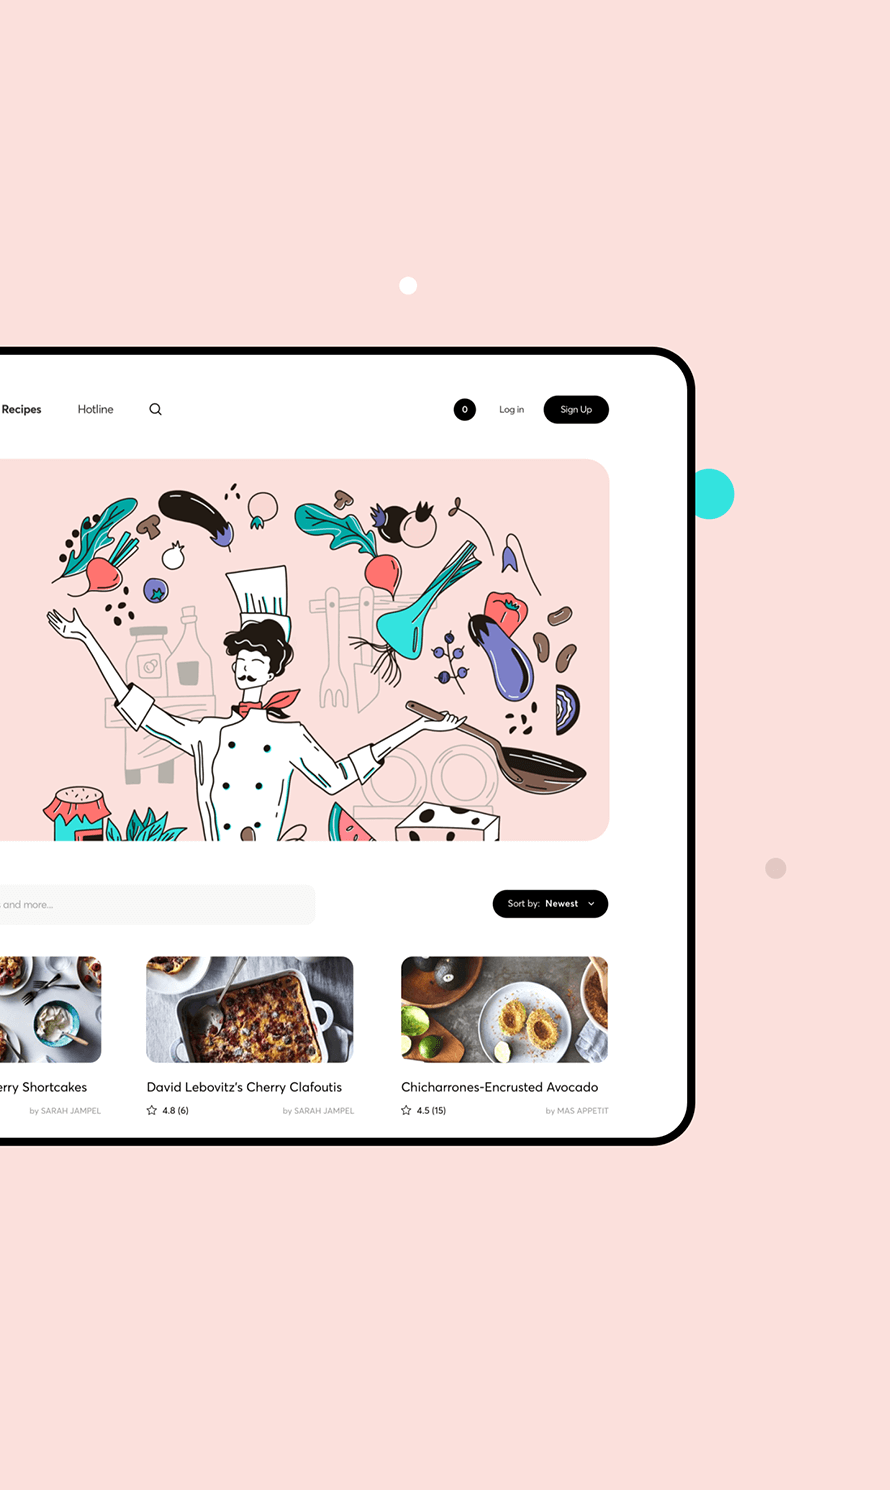 Recipes Hotline 0 Log in Sign Up
and more...
Sort by: Newest
Shortcakes
by SARAH JAMPEL
David Lebovitz's Cherry Clafoutis
4.8 (6) by SARAH JAMPEL
Chicharrones-Encrusted Avocado
4.5 (15) by MAS APPETIT